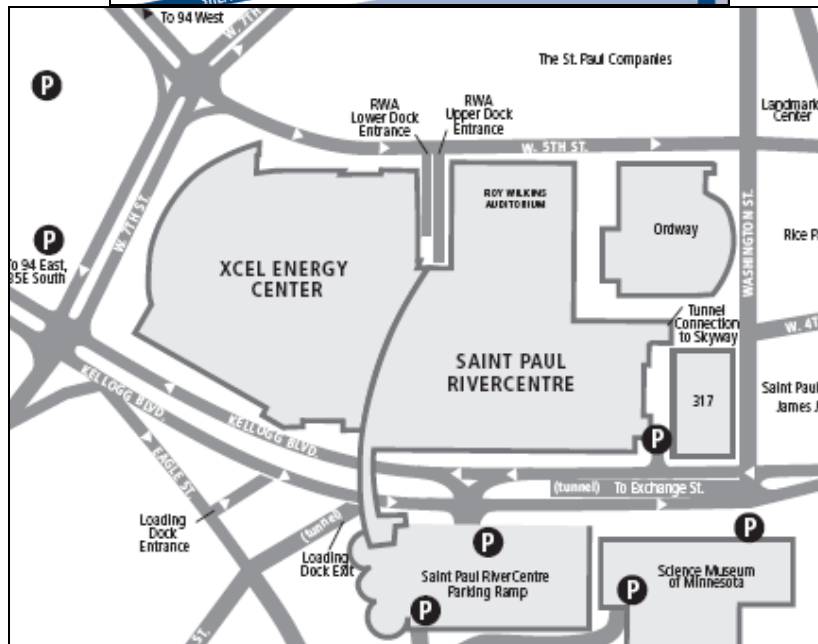 To 94 West
W. 7TH
P
The St. Paul Companies
RWA
Lower Dock
Entrance
RWA
Upper Dock
Entrance
Landmark
Center
W. 5TH ST.
ROY WILKINS
AUDITORIUM
W. 7TH ST.
WASHINGTON ST.
P
To 94 East,
35E South
Ordway
Rice P
XCEL ENERGY
CENTER
Tunnel
Connection
to Skyway
W. 4T
SAINT PAUL
RIVERCENTRE
317
Saint Paul
James J
KELLOGG BLVD.
KELLOGG BLVD.
P
EAGLE ST.
(tunnel) To Exchange St.
Loading
Dock
Entrance
(tunnel)
Loading
Dock Exit
P
P
Saint Paul RiverCentre
Parking Ramp
P
Science Museum
of Minnesota
P
ST.